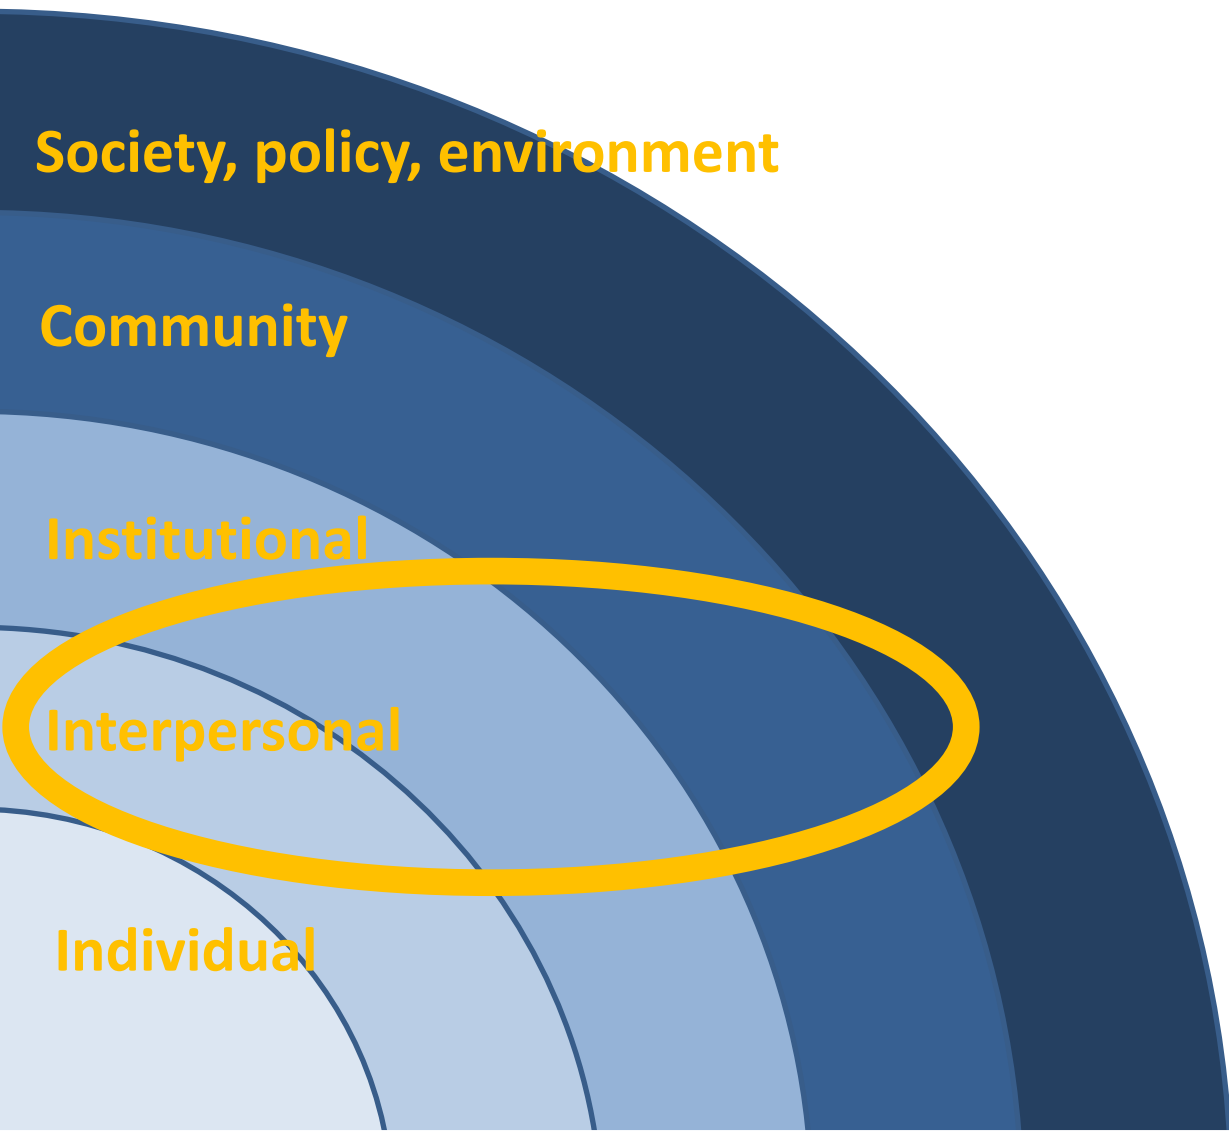 Society, policy, environment
Community
Institutional
Interpersonal
Individual